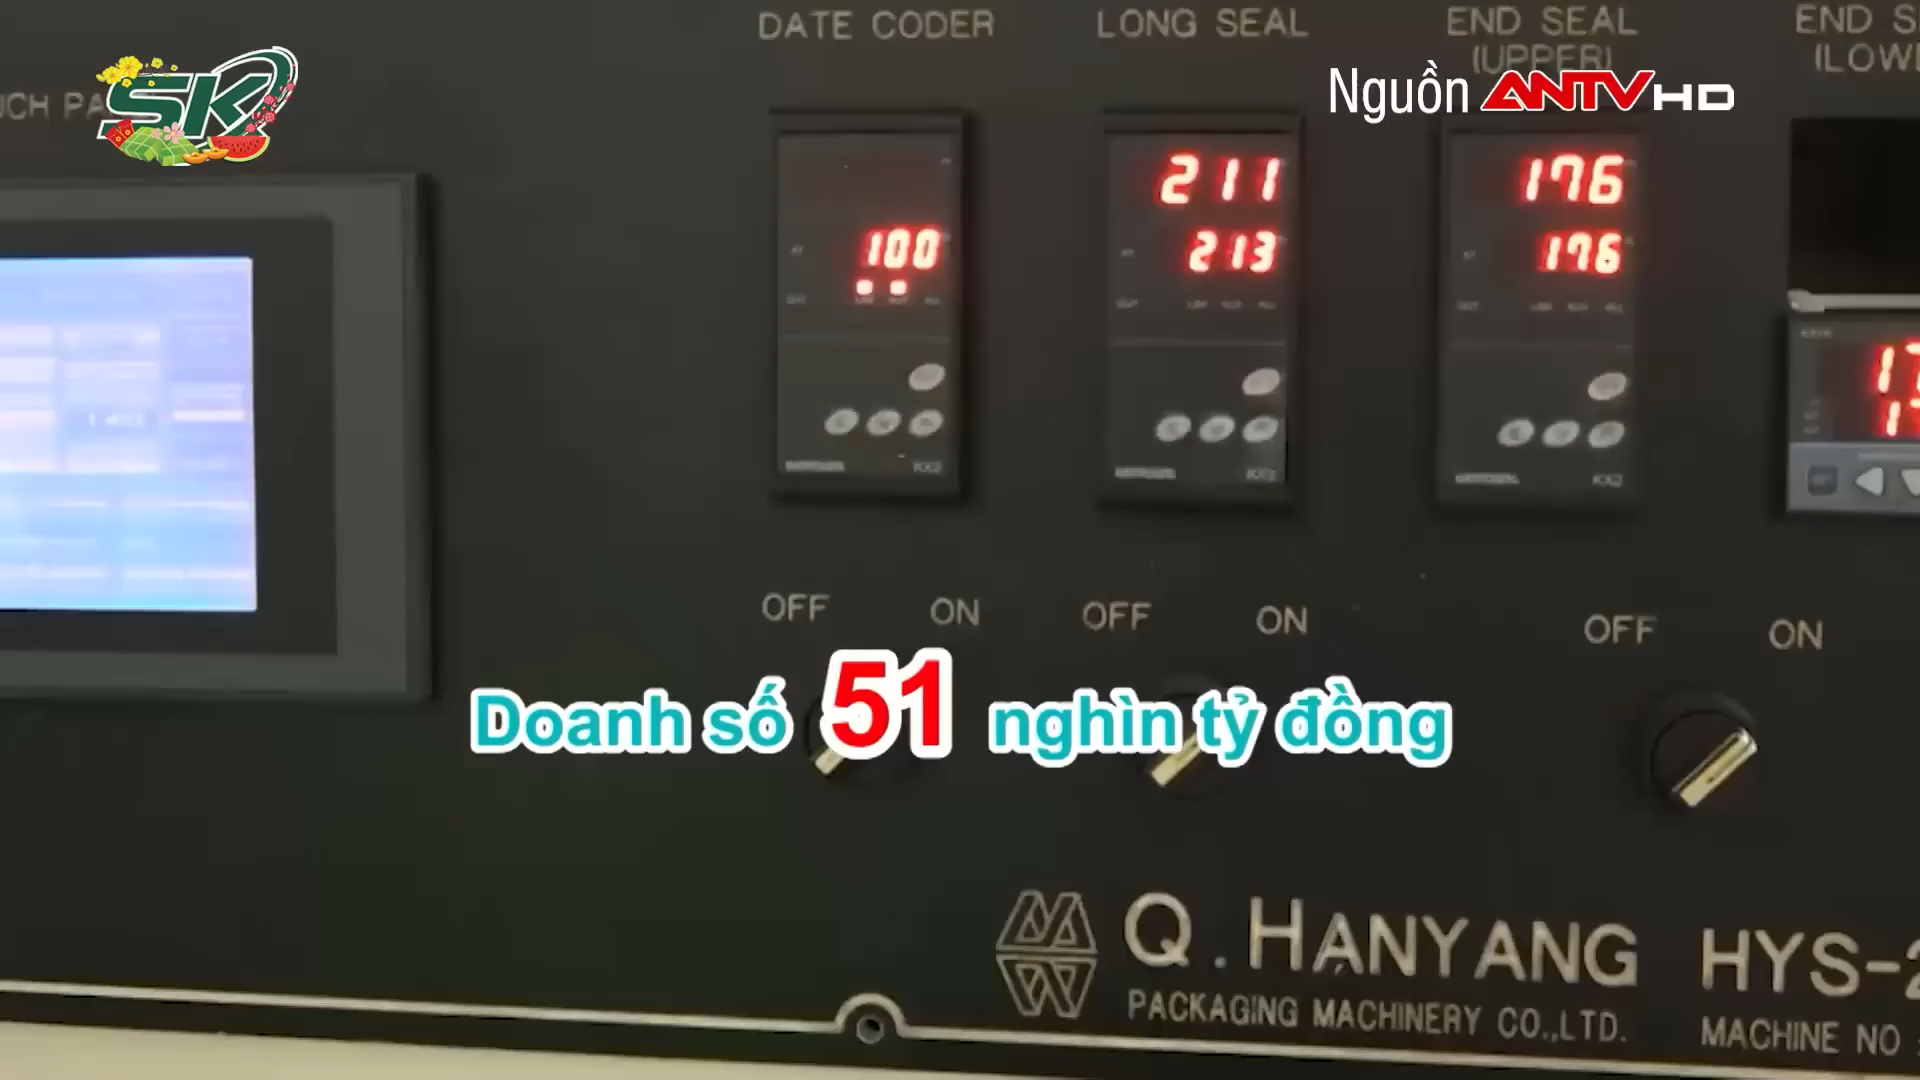 DATE CODER
LONG SEAL
END SEAL
(UPPER)
END
SK
Nguồn ANTV HD
100
211
213
176
176
OFF ON
OFF ON
OFF ON
Doanh số 51 nghìn tỷ đồng
Q. HANYANG HYS-
PACKAGING MACHINERY CO.,LTD. MACHINE NO